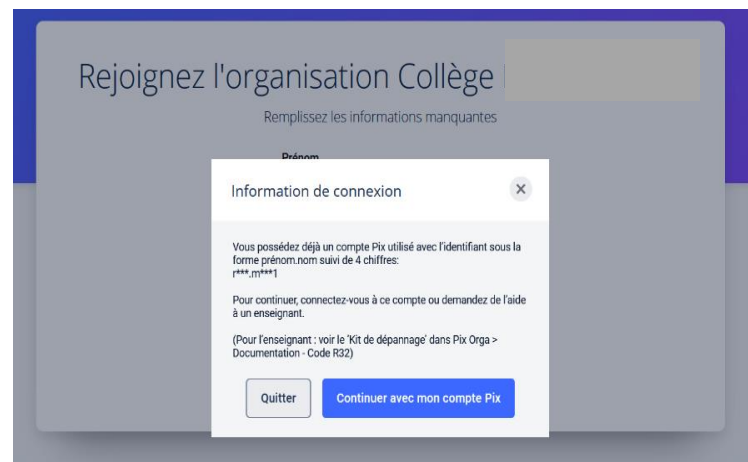 Rejoignez l'organisation Collège
Remplissez les informations manquantes
Prénom
Information de connexion
Vous possédez déjà un compte Pix utilisé avec l'identifiant sous la
forme prénom.nom suivi de 4 chiffres:
r***.m***1
Pour continuer, connectez-vous à ce compte ou demandez de l'aide
à un enseignant.
(Pour l'enseignant : voir le 'Kit de dépannage' dans Pix Orga >
Documentation - Code R32)
Quitter
Continuer avec mon compte Pix